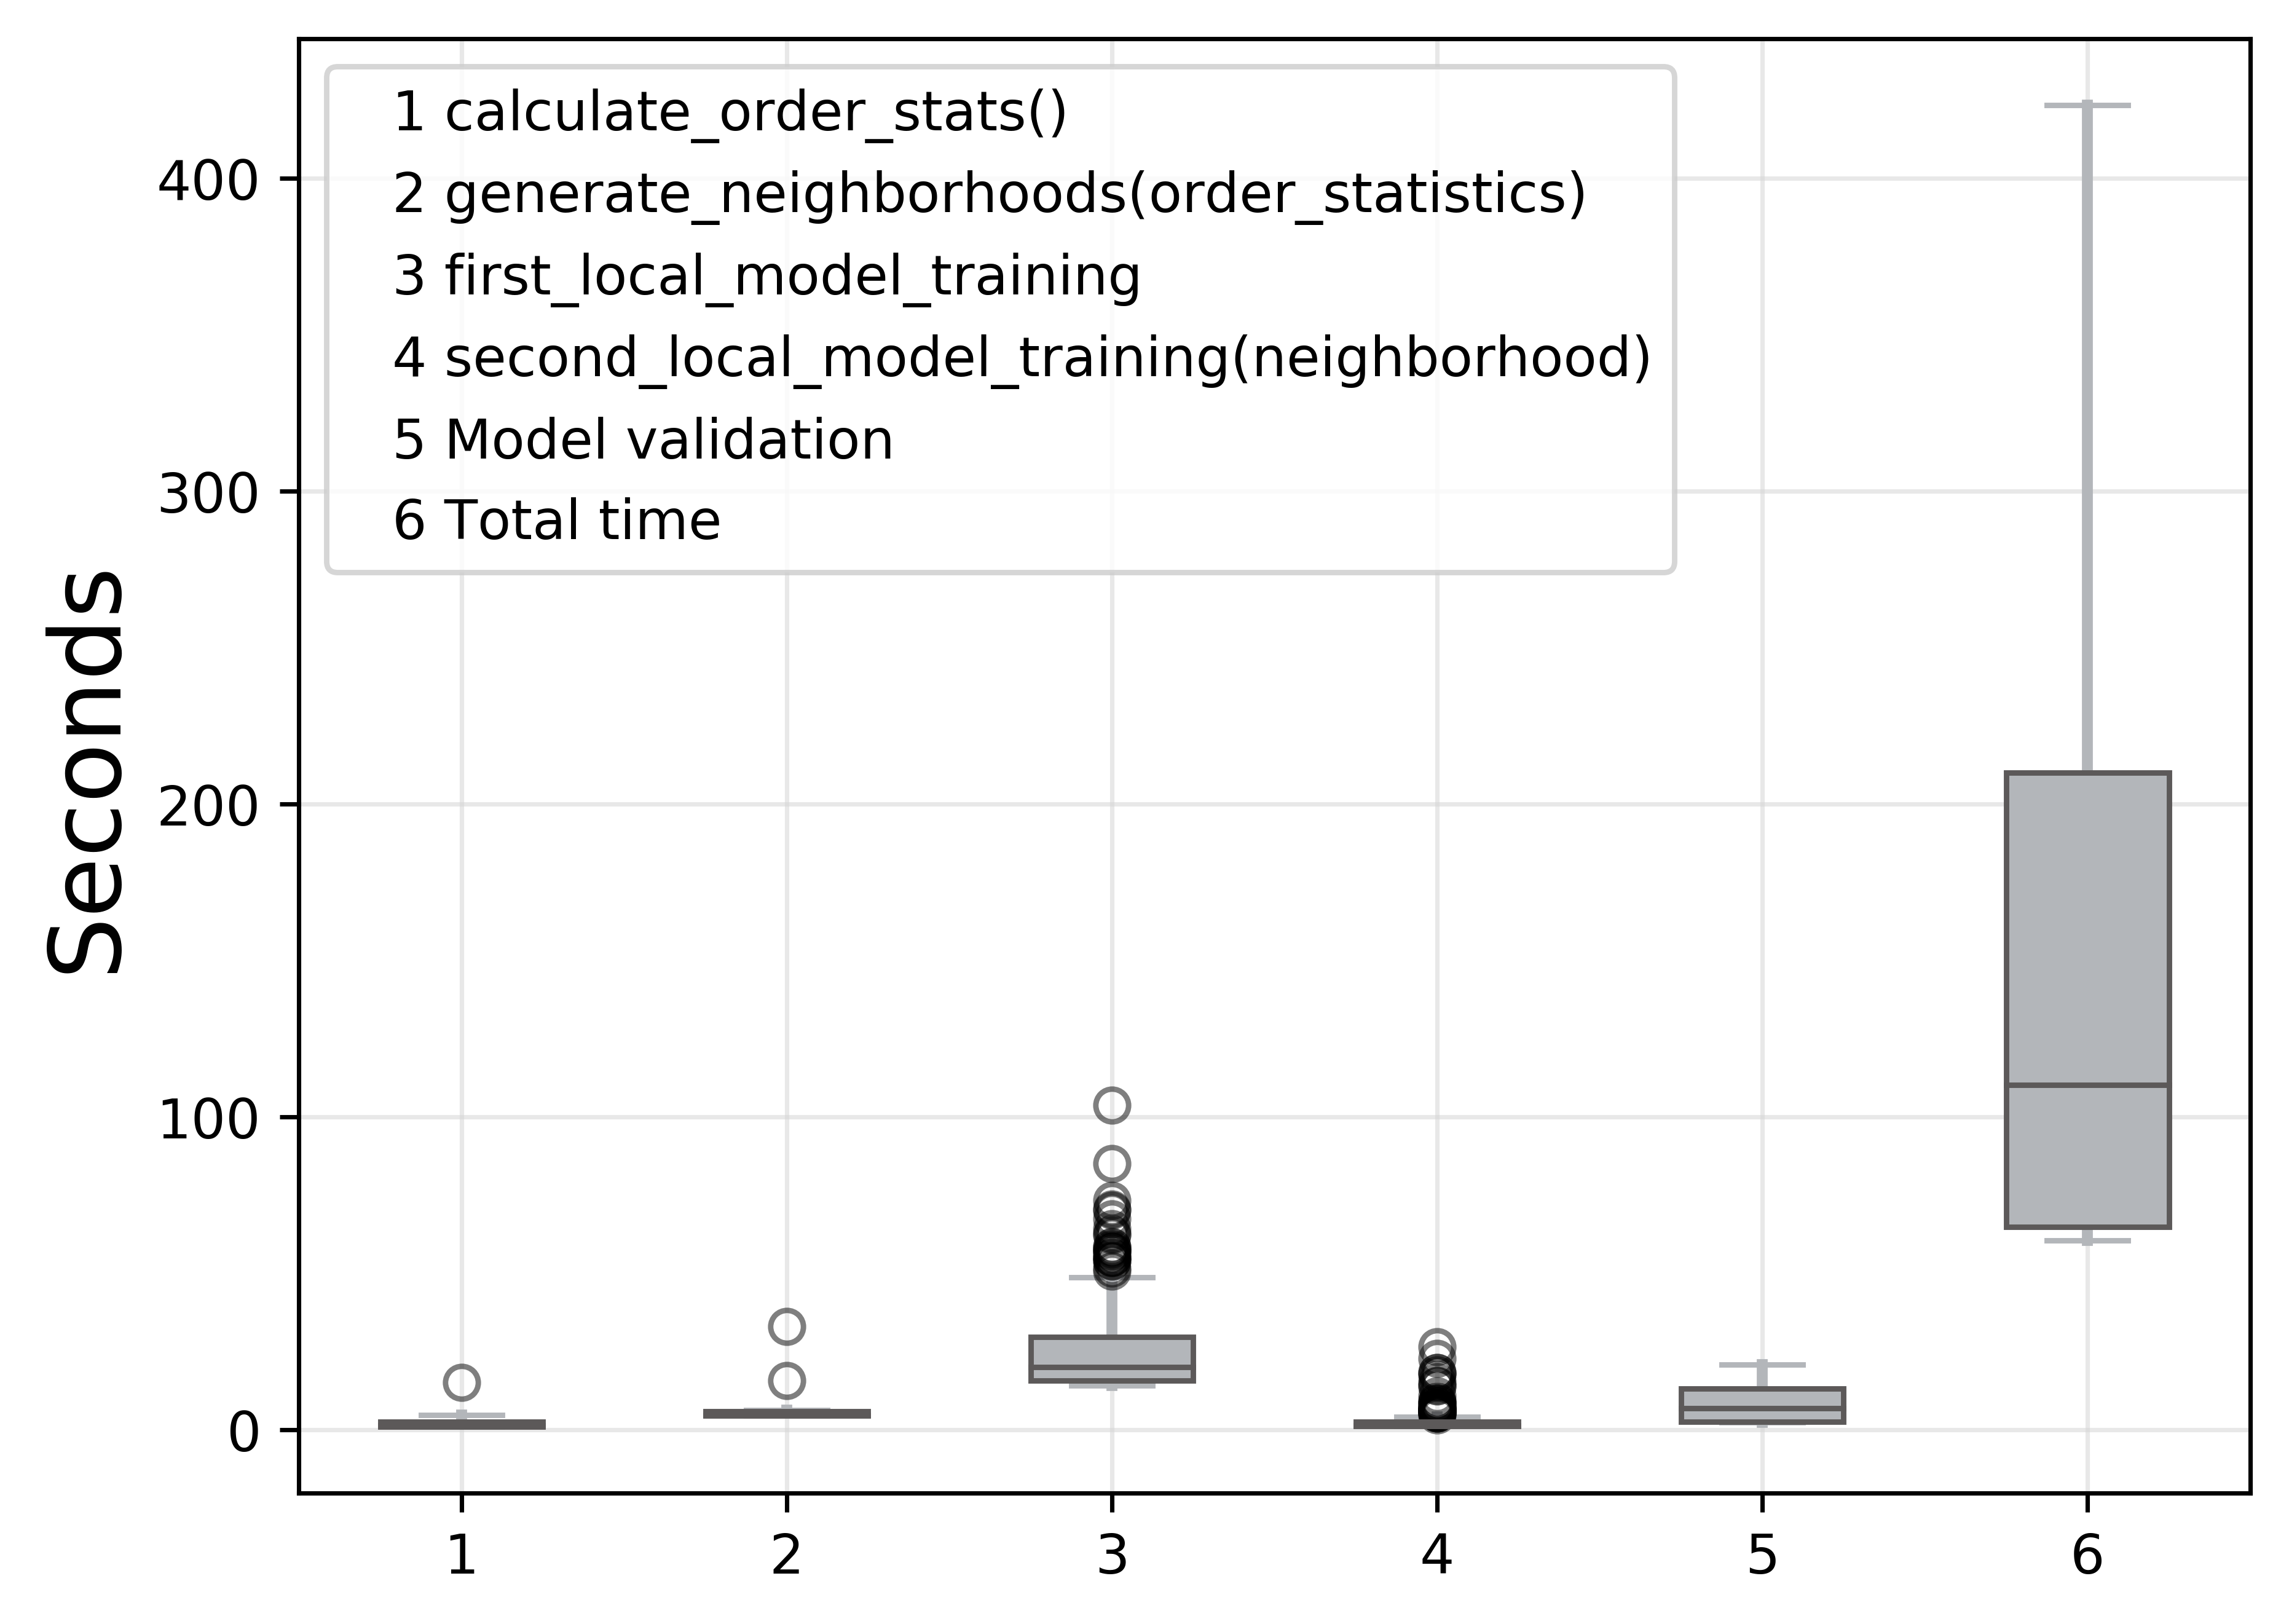 1 calculate_order_stats()
2 generate_neighborhoods(order_statistics)
3 first_local_model_training
4 second_local_model_training(neighborhood)
5 Model validation
6 Total time
Seconds
400
300
200
100
0
1 2 3 4 5 6